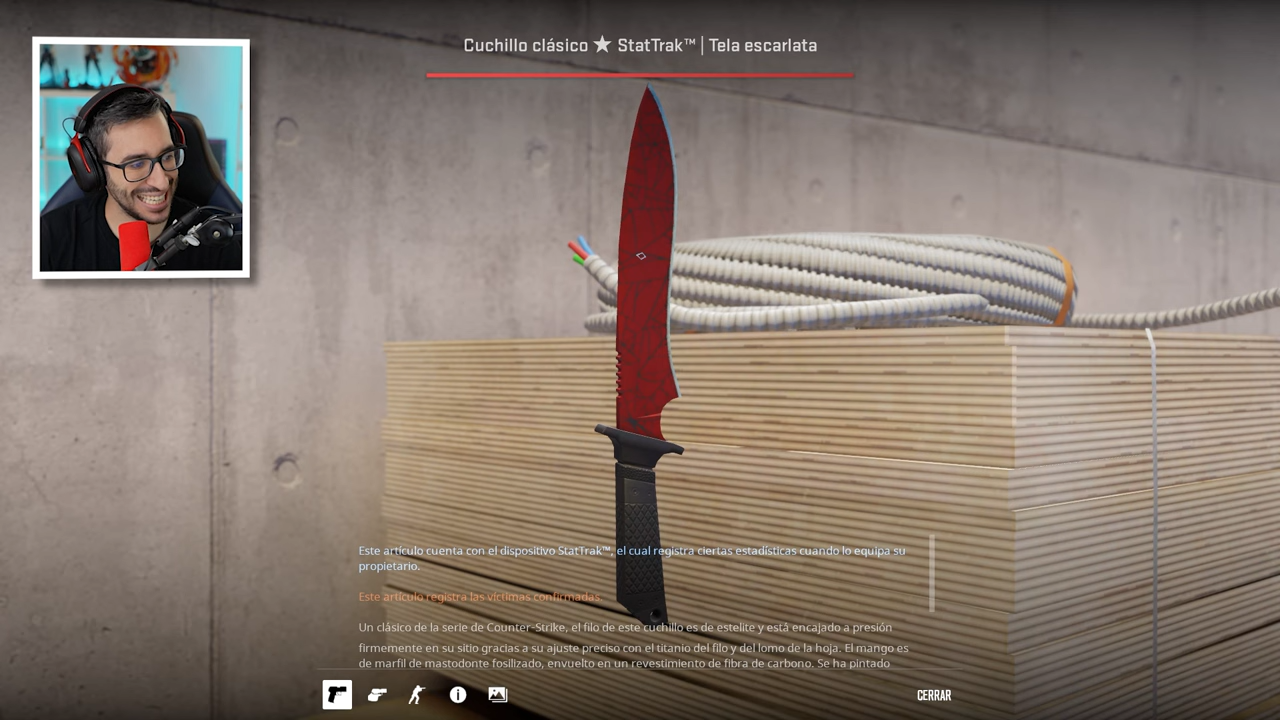 Cuchillo clásico ★ StatTrak™ | Tela escarlata
Este artículo cuenta con el dispositivo StatTrak™, el cual registra ciertas estadísticas cuando lo equipa su
propietario.
Este artículo registra las víctimas confirmadas.
Un clásico de la serie de Counter-Strike, el filo de este cuchillo es de estelite y está encajado a presión
firmemente en su sitio gracias a su ajuste preciso con el titanio del filo y del lomo de la hoja. El mango es
de marfil de mastodonte fosilizado, envuelto en un revestimiento de fibra de carbono. Se ha pintado
CERRAR